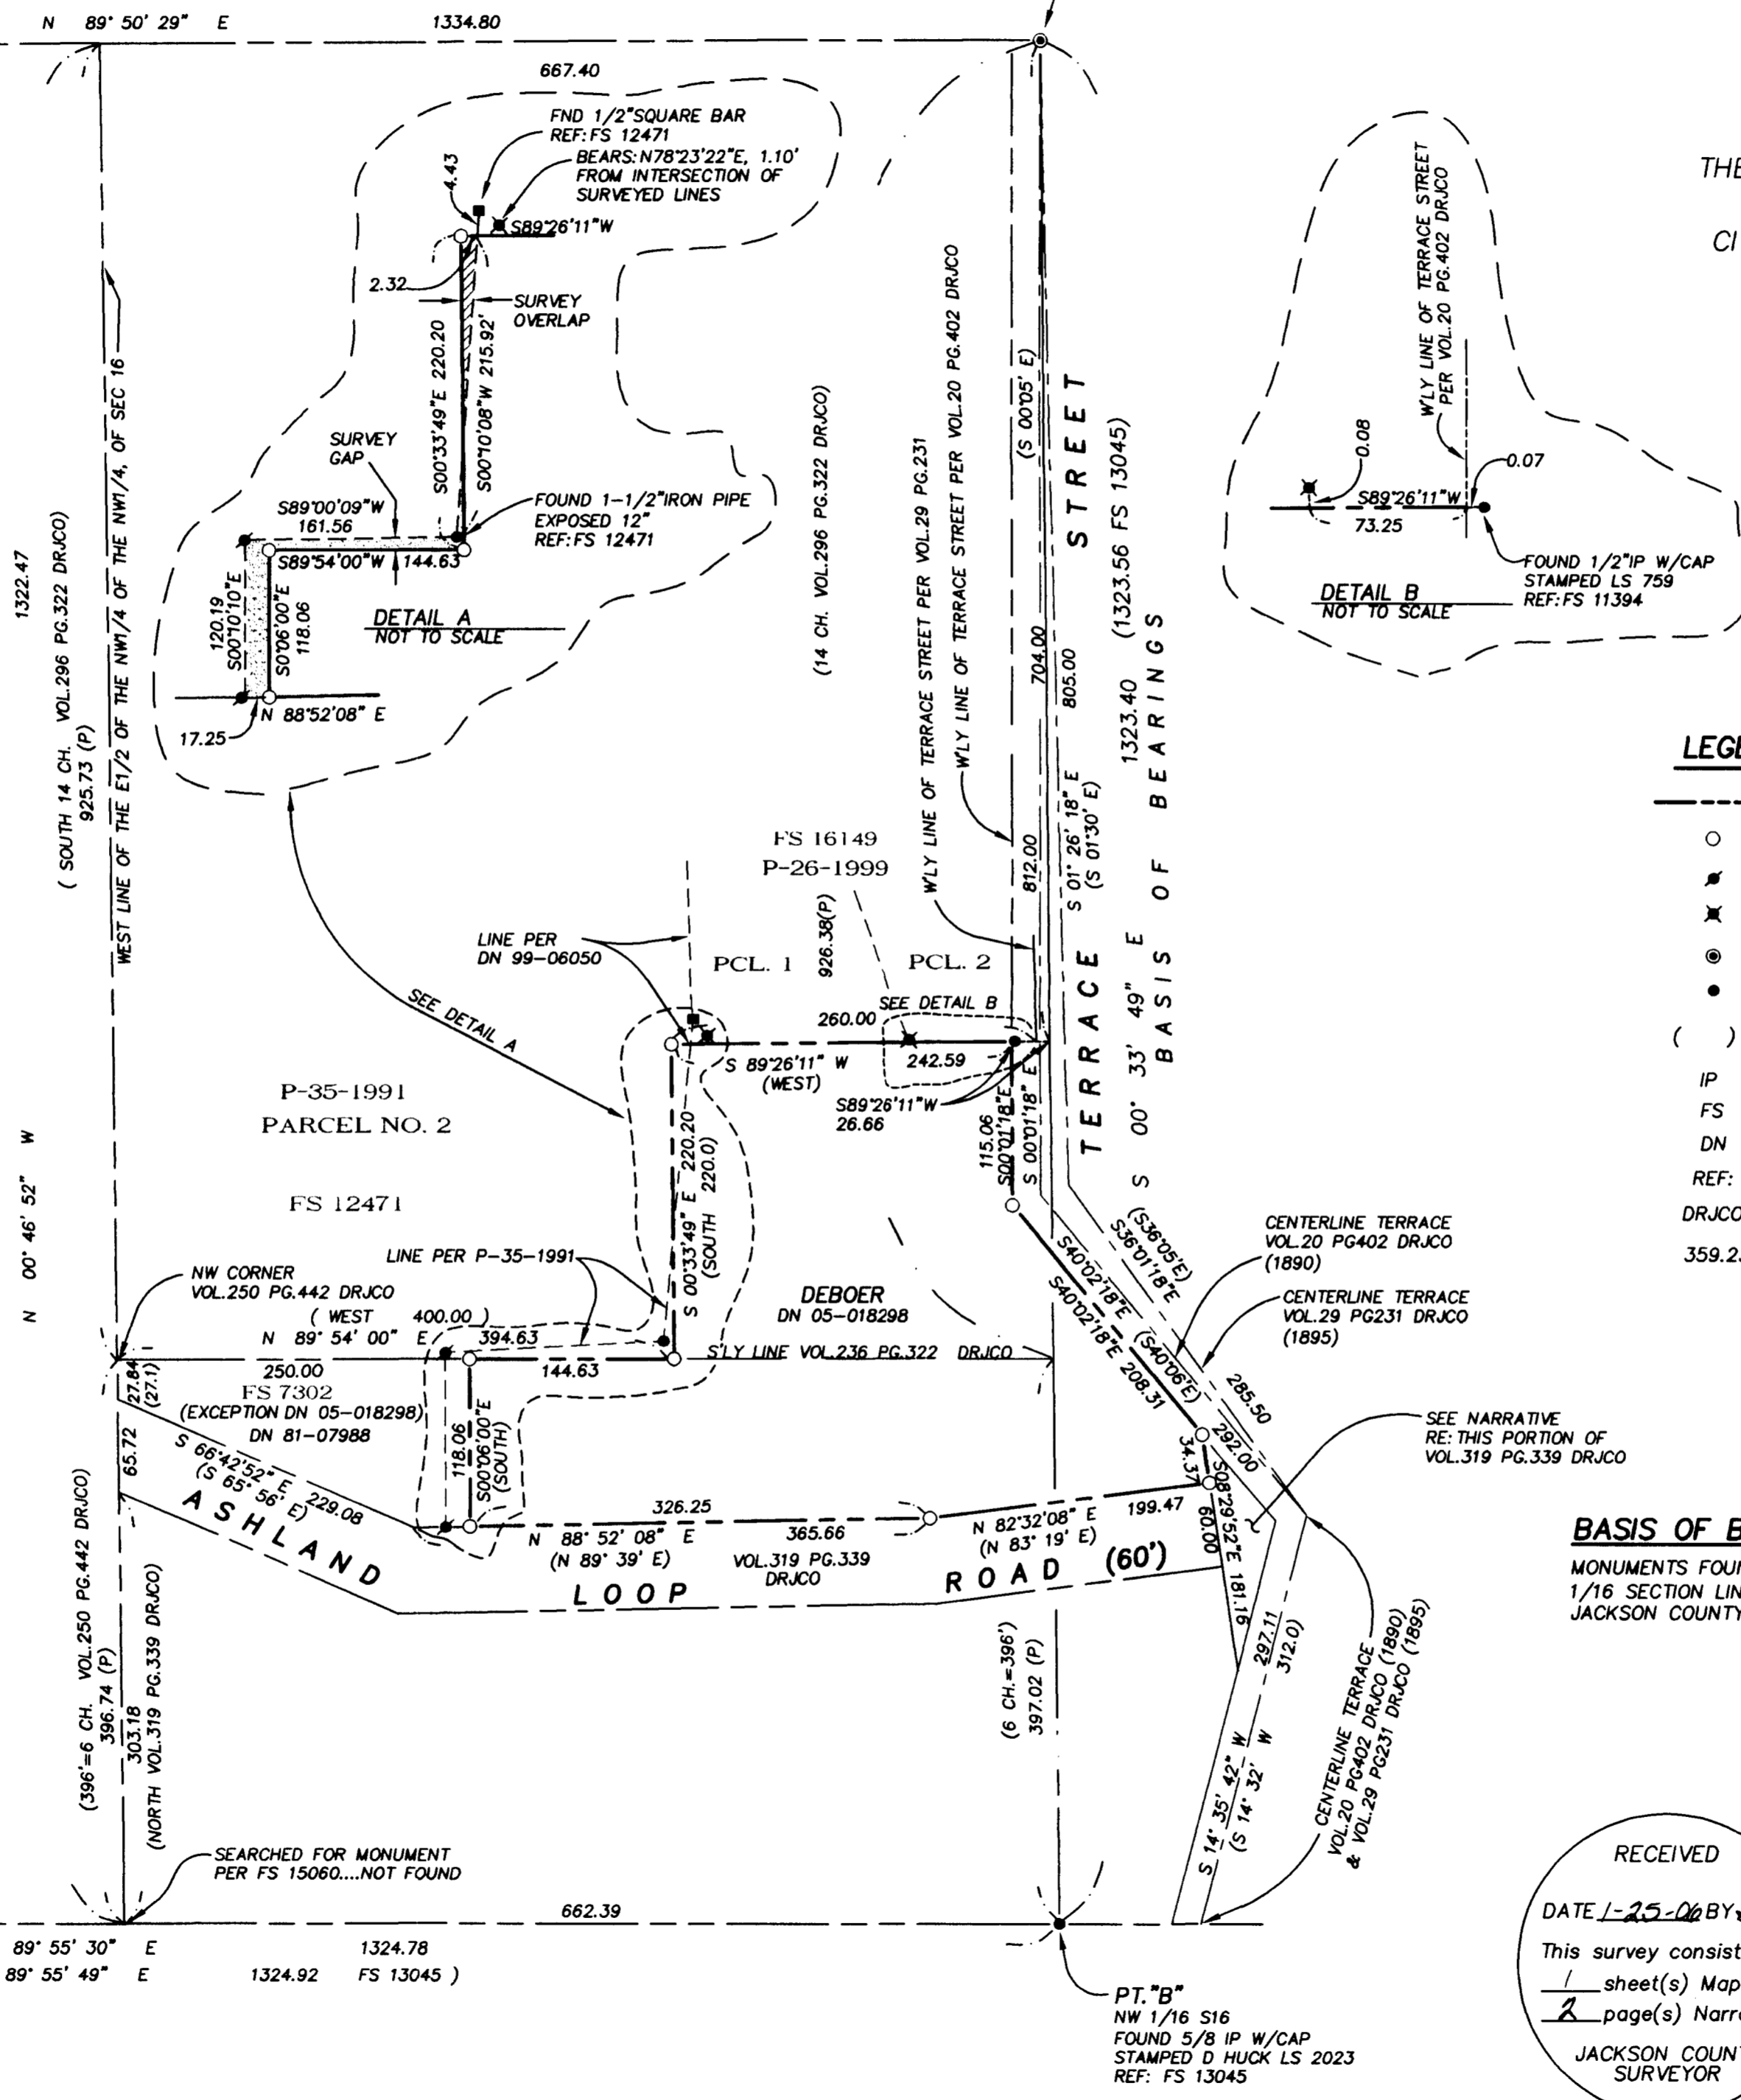 N 89° 50' 29" E
1334.80
667.40
FND 1/2"SQUARE BAR
REF:FS 12471
BEARS:N78°23'22"E, 1.10'
FROM INTERSECTION OF
SURVEYED LINES
4.43
S89°26'11"W
2.32
SURVEY
OVERLAP
S00°33'49"E 220.20
S00°10'08"W 215.92'
SURVEY
GAP
S89°00'09"W
161.56
FOUND 1-1/2"IRON PIPE
EXPOSED 12"
REF:FS 12471
S89°54'00"W 144.63
120.19
S00°10'10"E
S0°06'00"E
118.06
DETAIL A
NOT TO SCALE
N 88°52'08" E
17.25
1322.47
( SOUTH 14 CH. VOL.296 PG.322 DRJCO)
925.73 (P)
WEST LINE OF THE E1/2 OF THE NW1/4 OF THE NW1/4, OF SEC 16
(14 CH. VOL.296 PG.322 DRJCO)
W'LY LINE OF TERRACE STREET PER VOL.29 PG.231
W'LY LINE OF TERRACE STREET PER VOL.20 PG.402 DRJCO
(S 00°05' E)
704.00
805.00
812.00
S 01° 26' 18" E
(S 01°30' E)
TERRACE STREET
S 00° 33' 49" E 1323.40 (1323.56 FS 13045)
BASIS OF BEARINGS
THE
CI
W'LY LINE OF TERRACE STREET
PER VOL.20 PG.402 DRJCO
0.08
0.07
S89°26'11"W
73.25
FOUND 1/2"IP W/CAP
STAMPED LS 759
REF:FS 11394
DETAIL B
NOT TO SCALE
LEGE
( )
IP
FS
DN
REF:
DRJCO
359.2
FS 16149
P-26-1999
926.38(P)
LINE PER
DN 99-06050
PCL. 1
PCL. 2
SEE DETAIL A
SEE DETAIL B
260.00
S 89°26'11" W
(WEST)
242.59
S89°26'11"W
26.66
115.06
S00°01'18"E
S 00°01'18" E
P-35-1991
PARCEL NO. 2
FS 12471
S 00°33'49" E 220.20
(SOUTH 220.0)
N 00° 46' 52" W
NW CORNER
VOL.250 PG.442 DRJCO
LINE PER P-35-1991
( WEST 400.00 )
N 89° 54' 00" E 394.63
250.00
144.63
DEBOER
DN 05-018298
S'LY LINE VOL.236 PG.322 DRJCO
27.84
(27.1)
FS 7302
(EXCEPTION DN 05-018298)
DN 81-07988
65.72
S 66°42'52" E 229.08
(S 65° 56' E)
118.06
S00°06'00"E
(SOUTH)
(S36°05'E)
S36°01'18"E
S40°02'18"E (S40°06'E)
S40°02'18"E 208.31
CENTERLINE TERRACE
VOL.20 PG402 DRJCO
(1890)
CENTERLINE TERRACE
VOL.29 PG231 DRJCO
(1895)
285.50
292.00
SEE NARRATIVE
RE: THIS PORTION OF
VOL.319 PG.339 DRJCO
34.37
S08°29'52"E 181.16
60.00
326.25
N 88° 52' 08" E 365.66
(N 89° 39' E)
VOL.319 PG.339
DRJCO
N 82°32'08" E 199.47
(N 83° 19' E)
ASHLAND LOOP ROAD (60')
BASIS OF B
MONUMENTS FOUN
1/16 SECTION LIN
JACKSON COUNTY
(396'=6 CH. VOL.250 PG.442 DRJCO)
396.74 (P)
303.18
(NORTH VOL.319 PG.339 DRJCO)
(6 CH.=396')
397.02 (P)
297.11
312.0)
S 14° 35' 42" W
(S 14° 32' W
CENTERLINE TERRACE
VOL.20 PG402 DRJCO (1890)
& VOL.29 PG231 DRJCO (1895)
SEARCHED FOR MONUMENT
PER FS 15060....NOT FOUND
662.39
89° 55' 30" E 1324.78
89° 55' 49" E 1324.92 FS 13045 )
PT."B"
NW 1/16 S16
FOUND 5/8 IP W/CAP
STAMPED D HUCK LS 2023
REF: FS 13045
RECEIVED
DATE 1-25-06 BY
This survey consist
1 sheet(s) Map
2 page(s) Narr
JACKSON COUNT
SURVEYOR